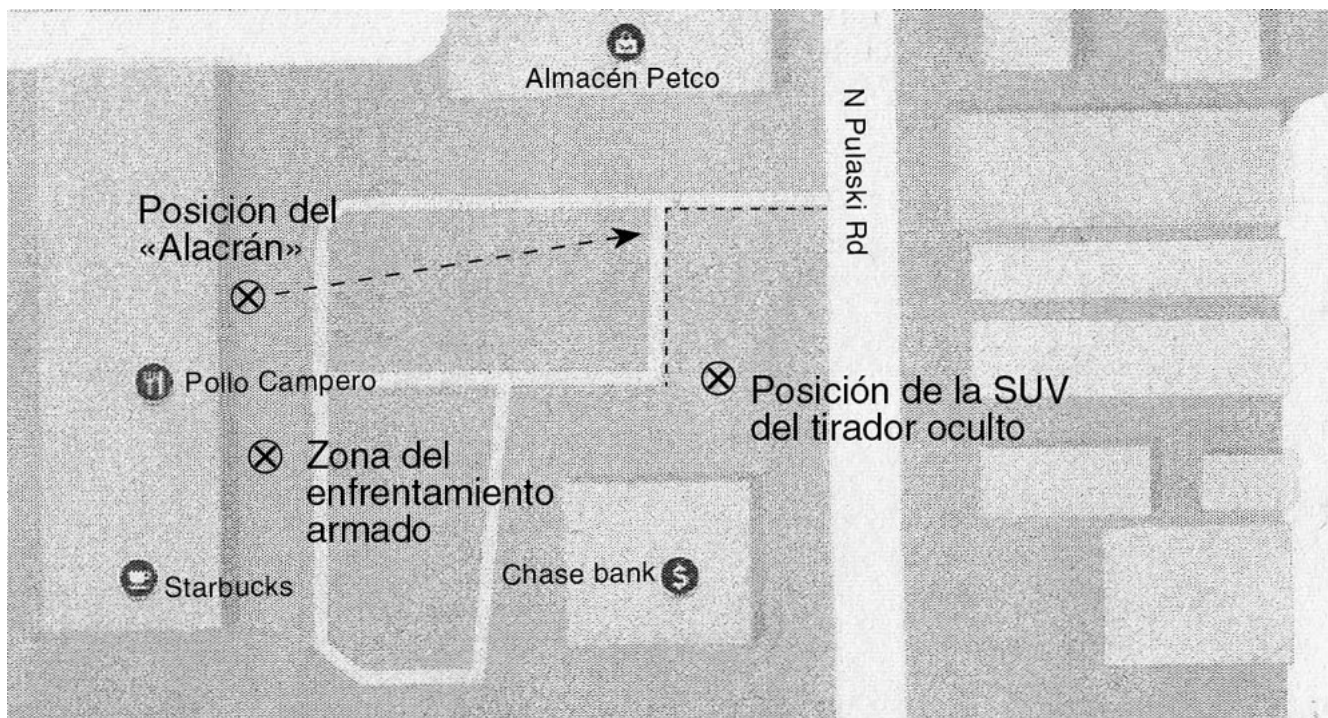 Almacén Petco
N Pulaski Rd
Posición del
«Alacrán»
Pollo Campero
Posición de la SUV
del tirador oculto
Zona del
enfrentamiento
armado
Starbucks
Chase bank
$